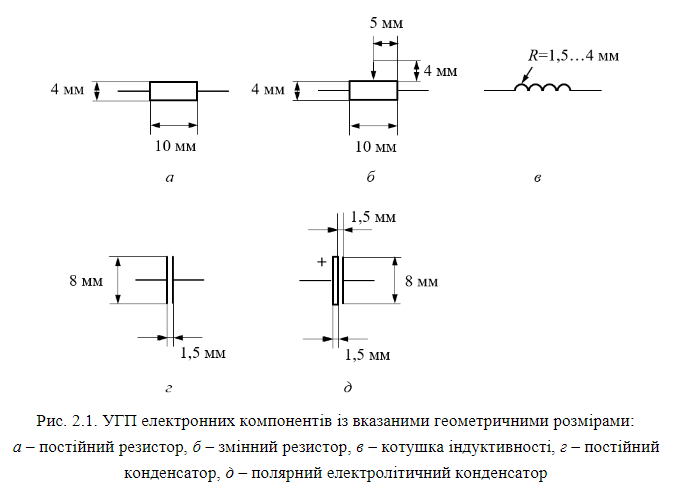 5 мм
4 мм
4 мм
10 мм
а
4 мм
10 мм
б
R=1,5…4 мм
в
8 мм
1,5 мм
г
1,5 мм
+
8 мм
1,5 мм
д
Рис. 2.1. УГП електронних компонентів із вказаними геометричними розмірами:
а – постійний резистор, б – змінний резистор, в – котушка індуктивності, г – постійний
конденсатор, д – полярний електролітичний конденсатор